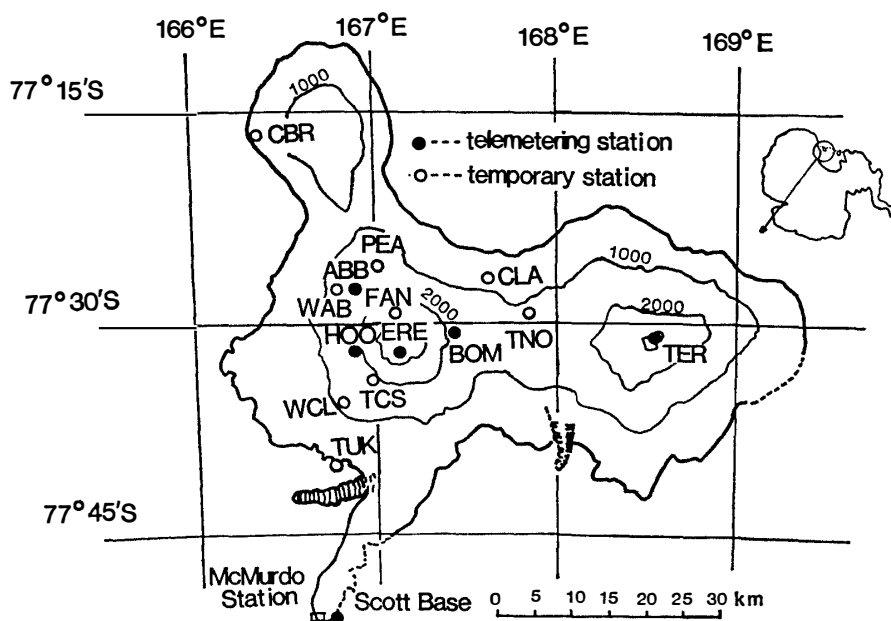 166°E
167°E
168°E
169°E
77°15'S
1000
CBR
telemetering station
temporary station
PEA
ABB
CLA
1000
77°30'S
WAB
FAN
2000
2000
HOO
ERE
BOM
TNO
TER
WCL
TCS
TUK
77°45'S
McMurdo
Station
Scott Base
0 5 10 15 20 25 30 km